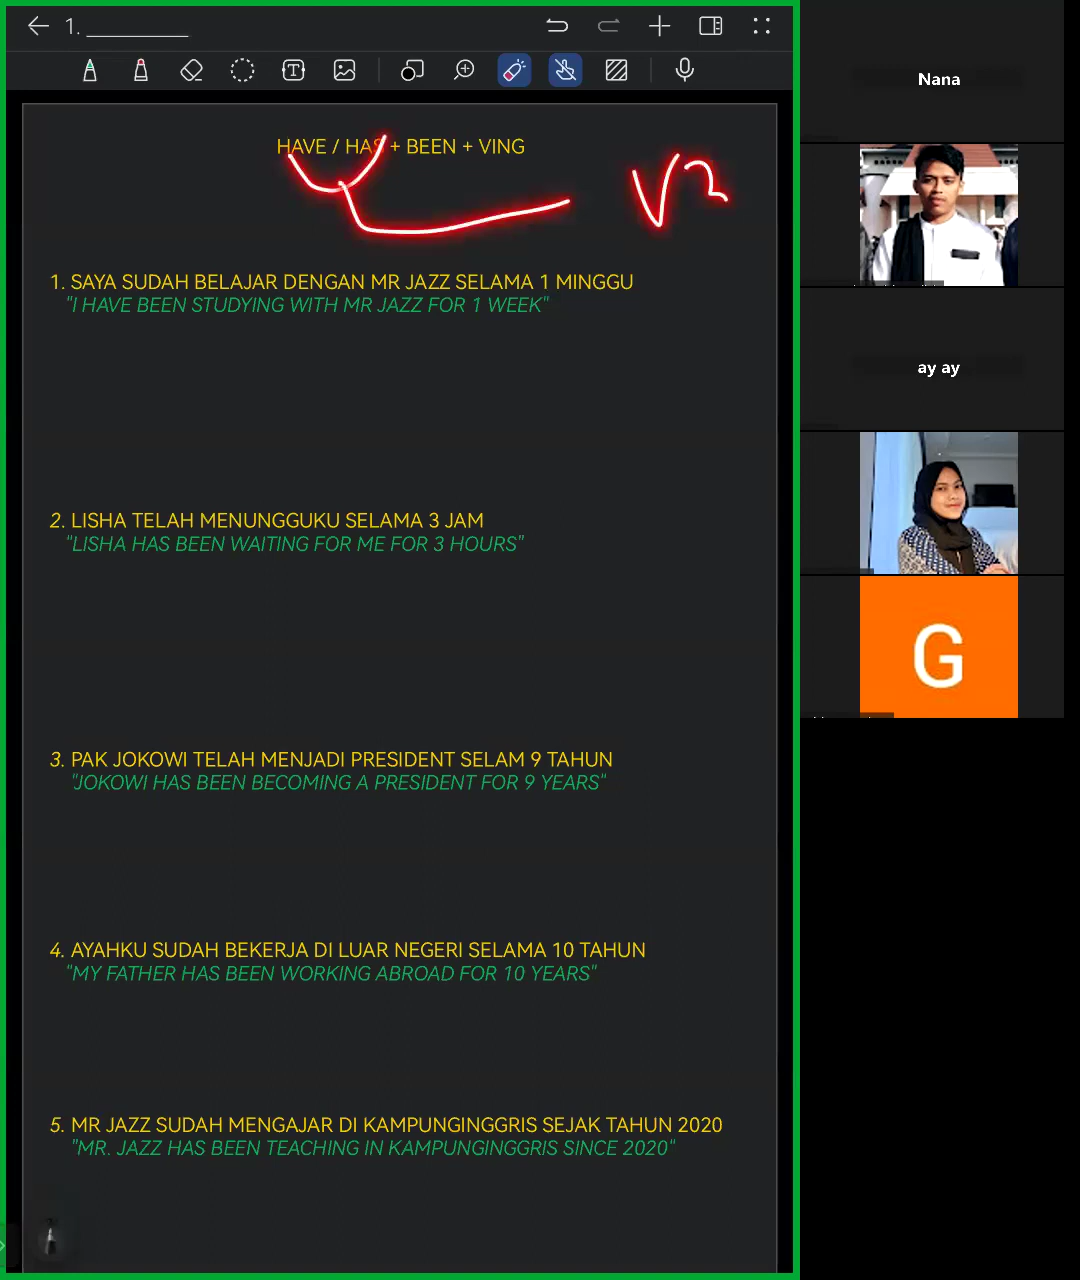 1. __________
HAVE / HAS + BEEN + VING
V3
1. SAYA SUDAH BELAJAR DENGAN MR JAZZ SELAMA 1 MINGGU
"I HAVE BEEN STUDYING WITH MR JAZZ FOR 1 WEEK"
2. LISHA TELAH MENUNGGUKU SELAMA 3 JAM
"LISHA HAS BEEN WAITING FOR ME FOR 3 HOURS"
3. PAK JOKOWI TELAH MENJADI PRESIDENT SELAM 9 TAHUN
"JOKOWI HAS BEEN BECOMING A PRESIDENT FOR 9 YEARS"
4. AYAHKU SUDAH BEKERJA DI LUAR NEGERI SELAMA 10 TAHUN
"MY FATHER HAS BEEN WORKING ABROAD FOR 10 YEARS"
5. MR JAZZ SUDAH MENGAJAR DI KAMPUNGINGGRIS SEJAK TAHUN 2020
"MR. JAZZ HAS BEEN TEACHING IN KAMPUNGINGGRIS SINCE 2020"
Nana
ay ay
G